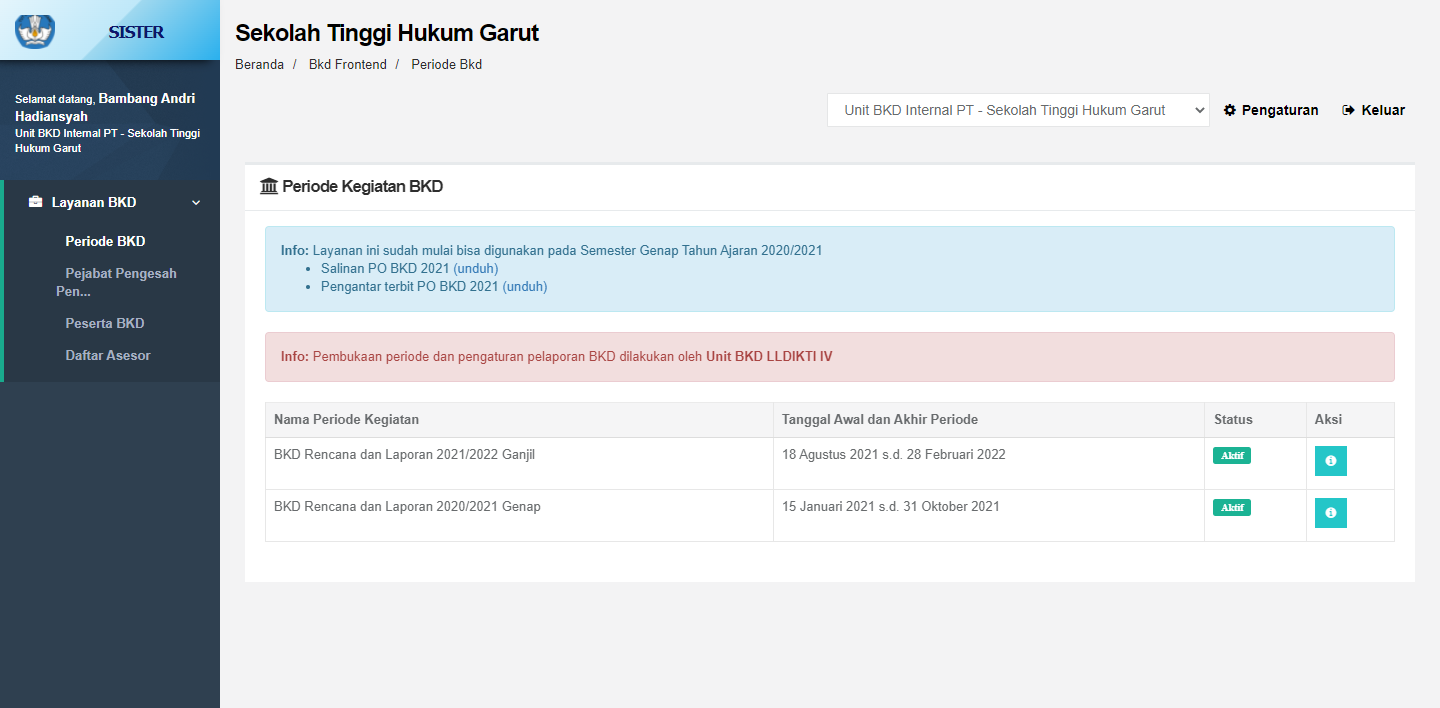 SISTER
Selamat datang, Bambang Andri
Hadiansyah
Unit BKD Internal PT - Sekolah Tinggi
Hukum Garut
Layanan BKD
Periode BKD
Pejabat Pengesah
Pen...
Peserta BKD
Daftar Asesor
Sekolah Tinggi Hukum Garut
Beranda / Bkd Frontend / Periode Bkd
Unit BKD Internal PT - Sekolah Tinggi Hukum Garut Pengaturan Keluar
Periode Kegiatan BKD
Info: Layanan ini sudah mulai bisa digunakan pada Semester Genap Tahun Ajaran 2020/2021
• Salinan PO BKD 2021 (unduh)
• Pengantar terbit PO BKD 2021 (unduh)
Info: Pembukaan periode dan pengaturan pelaporan BKD dilakukan oleh Unit BKD LLDIKTI IV
Nama Periode Kegiatan Tanggal Awal dan Akhir Periode Status Aksi
BKD Rencana dan Laporan 2021/2022 Ganjil 18 Agustus 2021 s.d. 28 Februari 2022 Aktif
BKD Rencana dan Laporan 2020/2021 Genap 15 Januari 2021 s.d. 31 Oktober 2021 Aktif